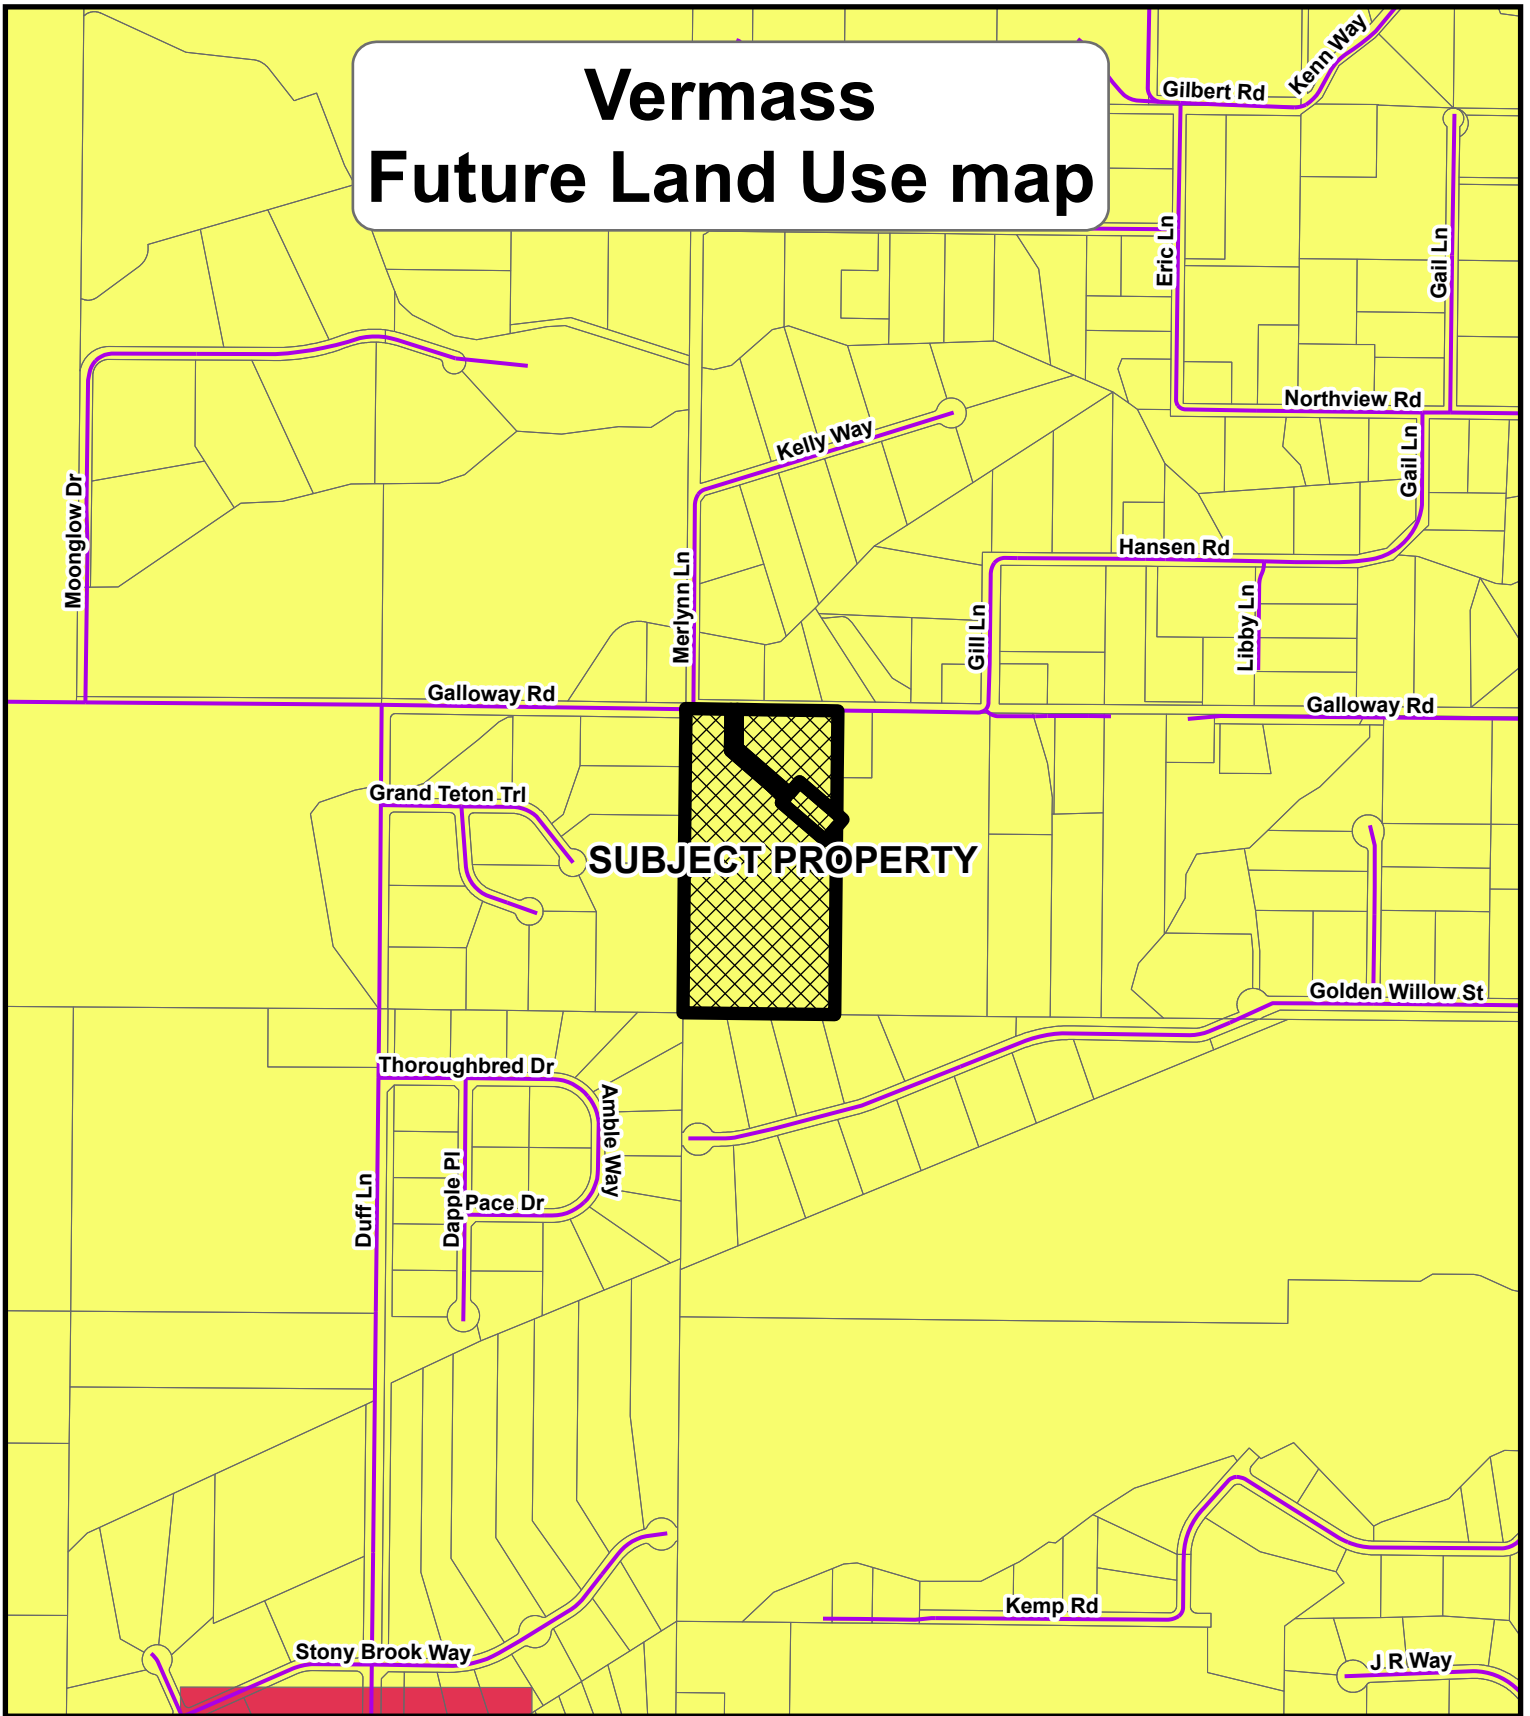 Vermass
Future Land Use map
Gilbert Rd
Kenn Way
Eric Ln
Gail Ln
Northview Rd
Kelly Way
Gail Ln
Moonglow Dr
Hansen Rd
Merlynn Ln
Gill Ln
Libby Ln
Galloway Rd
Galloway Rd
Grand Teton Trl
SUBJECT PROPERTY
Golden Willow St
Thoroughbred Dr
Amble Way
Duff Ln
Dapple Pl
Pace Dr
Kemp Rd
Stony Brook Way
J R Way